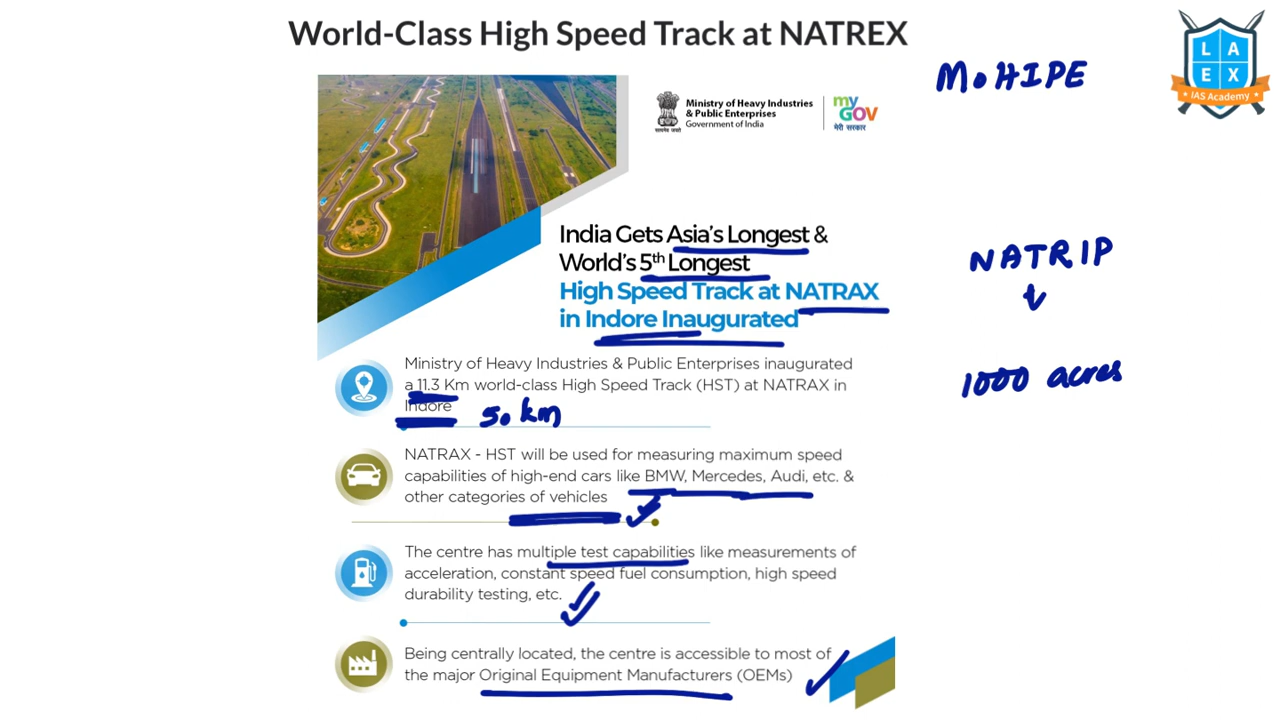 World-Class High Speed Track at NATREX
MoHIPE
L A
E X
IAS Academy
Ministry of Heavy Industries
& Public Enterprises
Government of India
सत्यमेव जयते
my
GOV
मेरी सरकार
India Gets Asia's Longest &
World's 5th Longest
High Speed Track at NATRAX
in Indore Inaugurated
NATRIP
1000 acres
Ministry of Heavy Industries & Public Enterprises inaugurated
a 11.3 Km world-class High Speed Track (HST) at NATRAX in
Indore
50 km
NATRAX - HST will be used for measuring maximum speed
capabilities of high-end cars like BMW, Mercedes, Audi, etc. &
other categories of vehicles
The centre has multiple test capabilities like measurements of
acceleration, constant speed fuel consumption, high speed
durability testing, etc.
Being centrally located, the centre is accessible to most of
the major Original Equipment Manufacturers (OEMs)